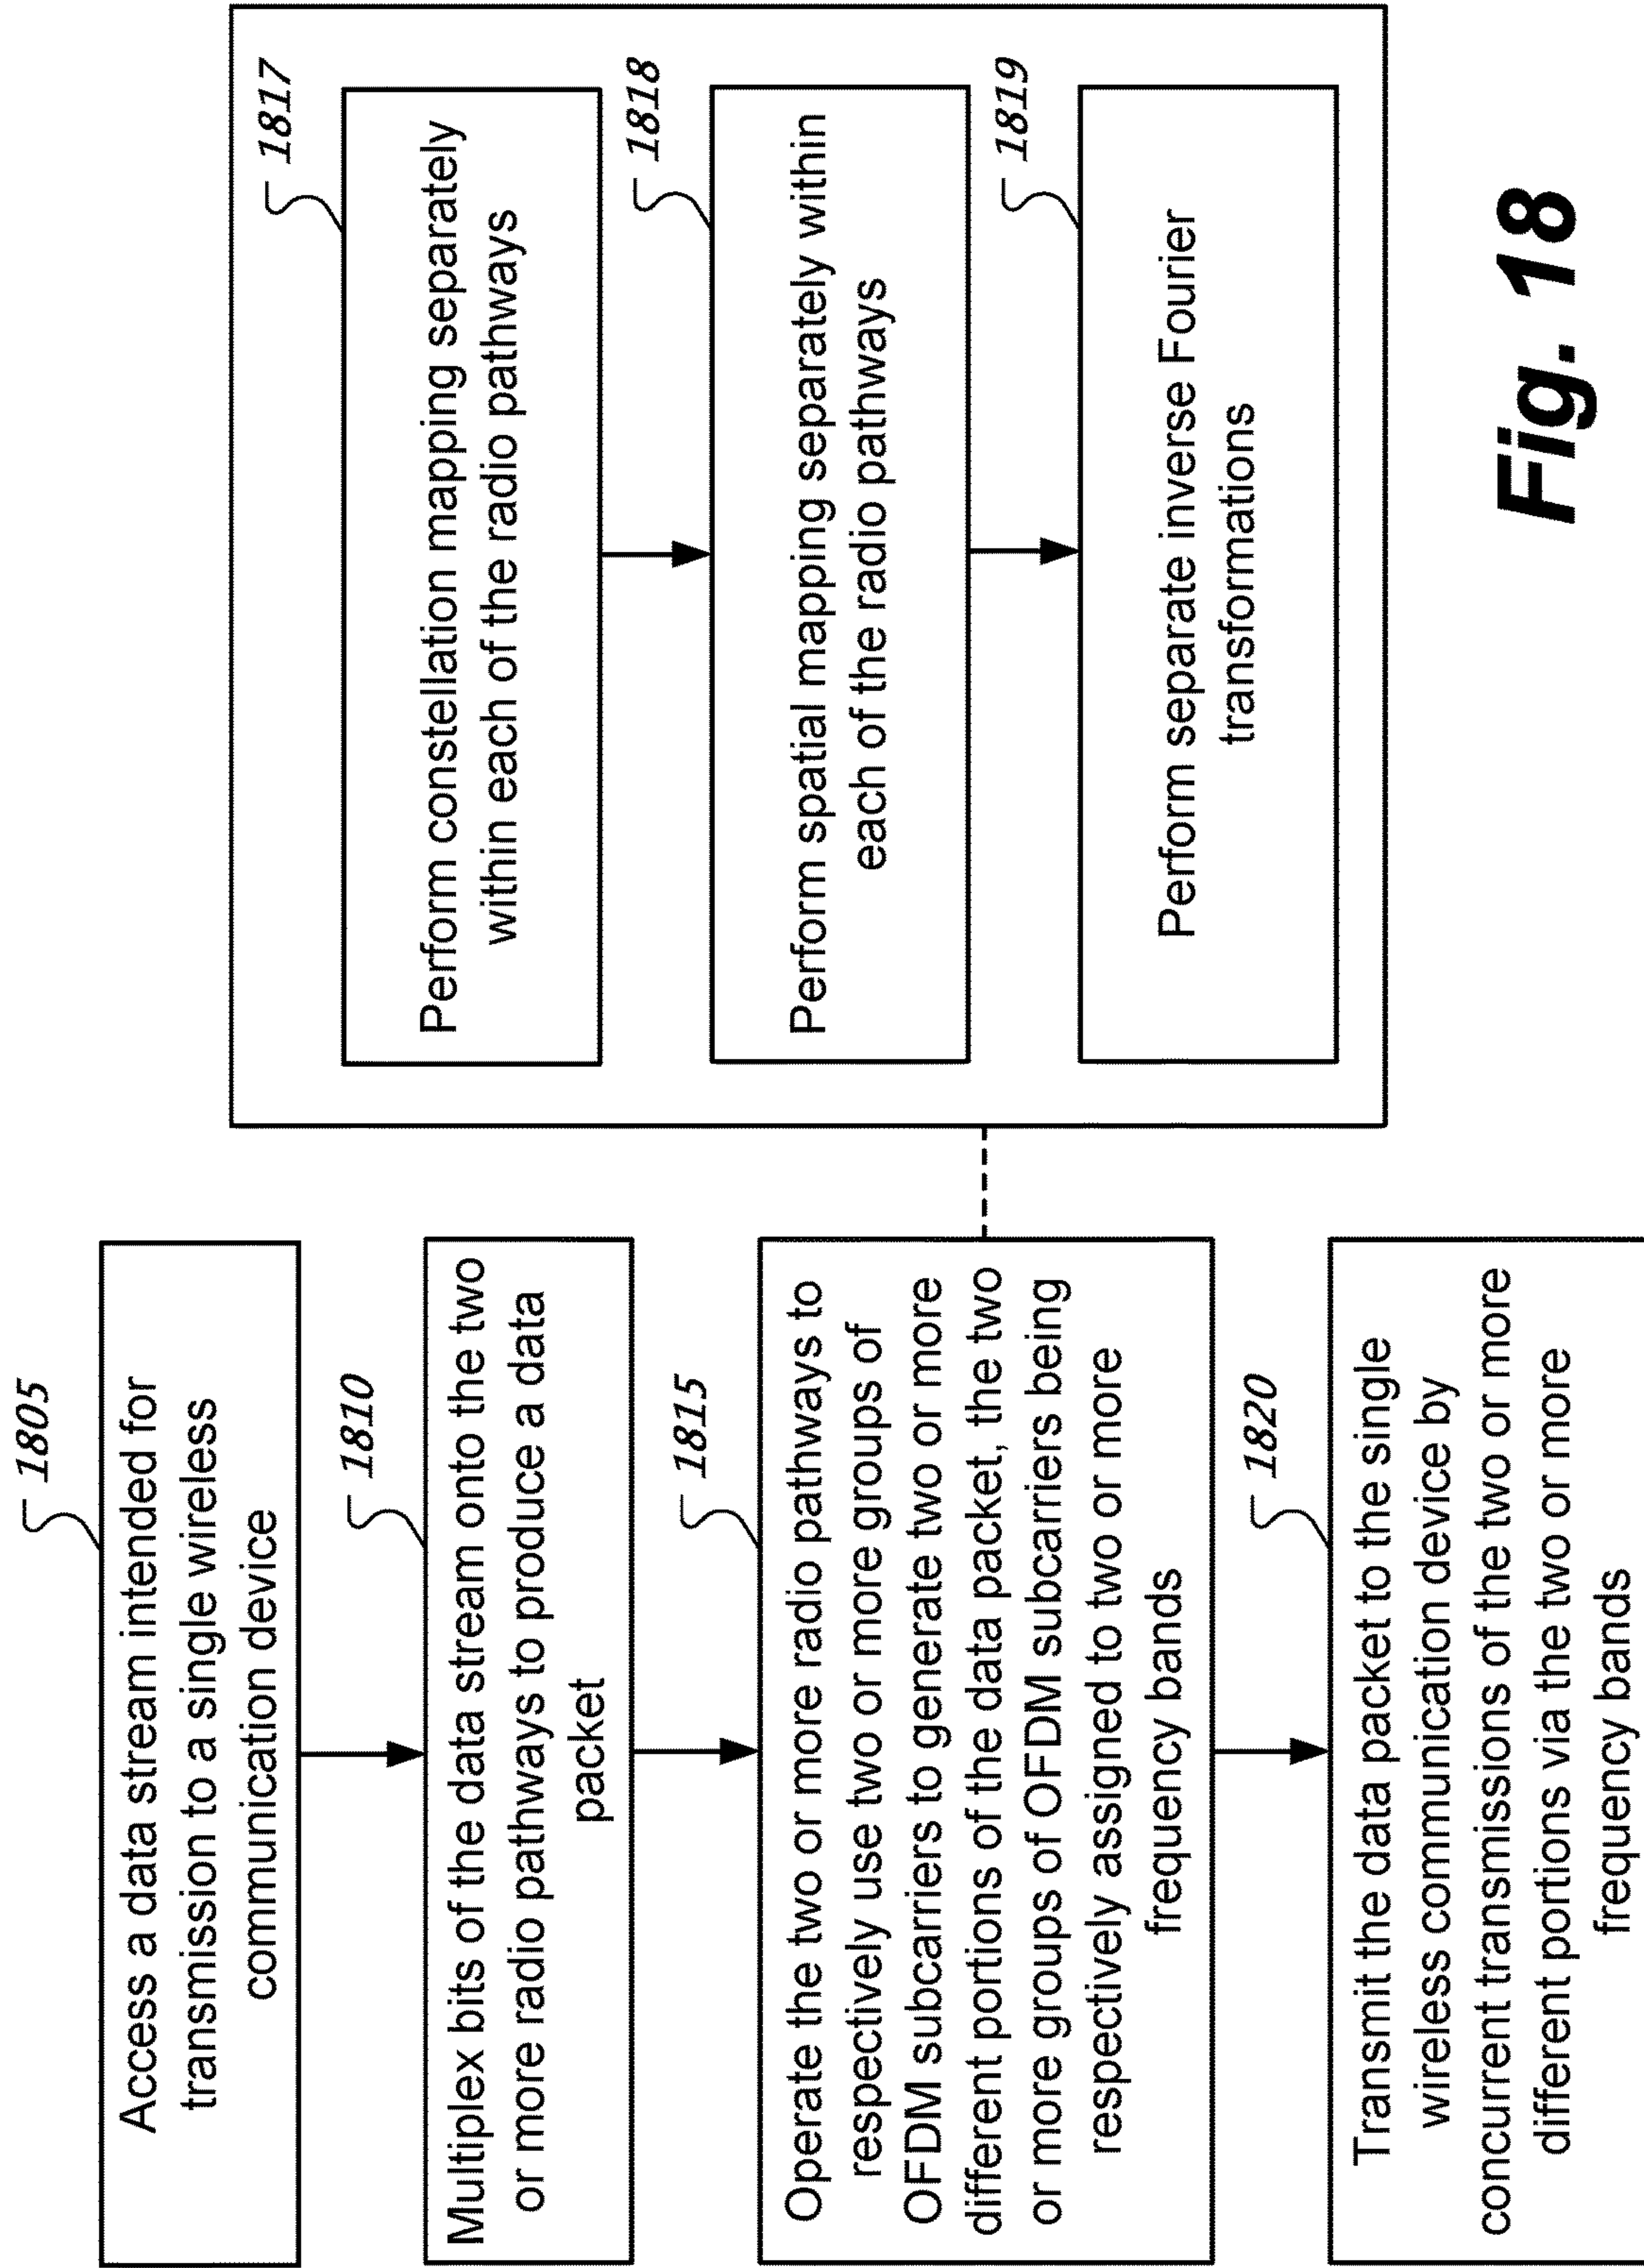 1805
Access a data stream intended for
transmission to a single wireless
communication device
1810
Multiplex bits of the data stream onto the two
or more radio pathways to produce a data
packet
1815
Operate the two or more radio pathways to
respectively use two or more groups of
OFDM subcarriers to generate two or more
different portions of the data packet, the two
or more groups of OFDM subcarriers being
respectively assigned to two or more
frequency bands
1820
Transmit the data packet to the single
wireless communication device by
concurrent transmissions of the two or more
different portions via the two or more
frequency bands
1817
Perform constellation mapping separately
within each of the radio pathways
1818
Perform spatial mapping separately within
each of the radio pathways
1819
Perform separate inverse Fourier
transformations
Fig. 18